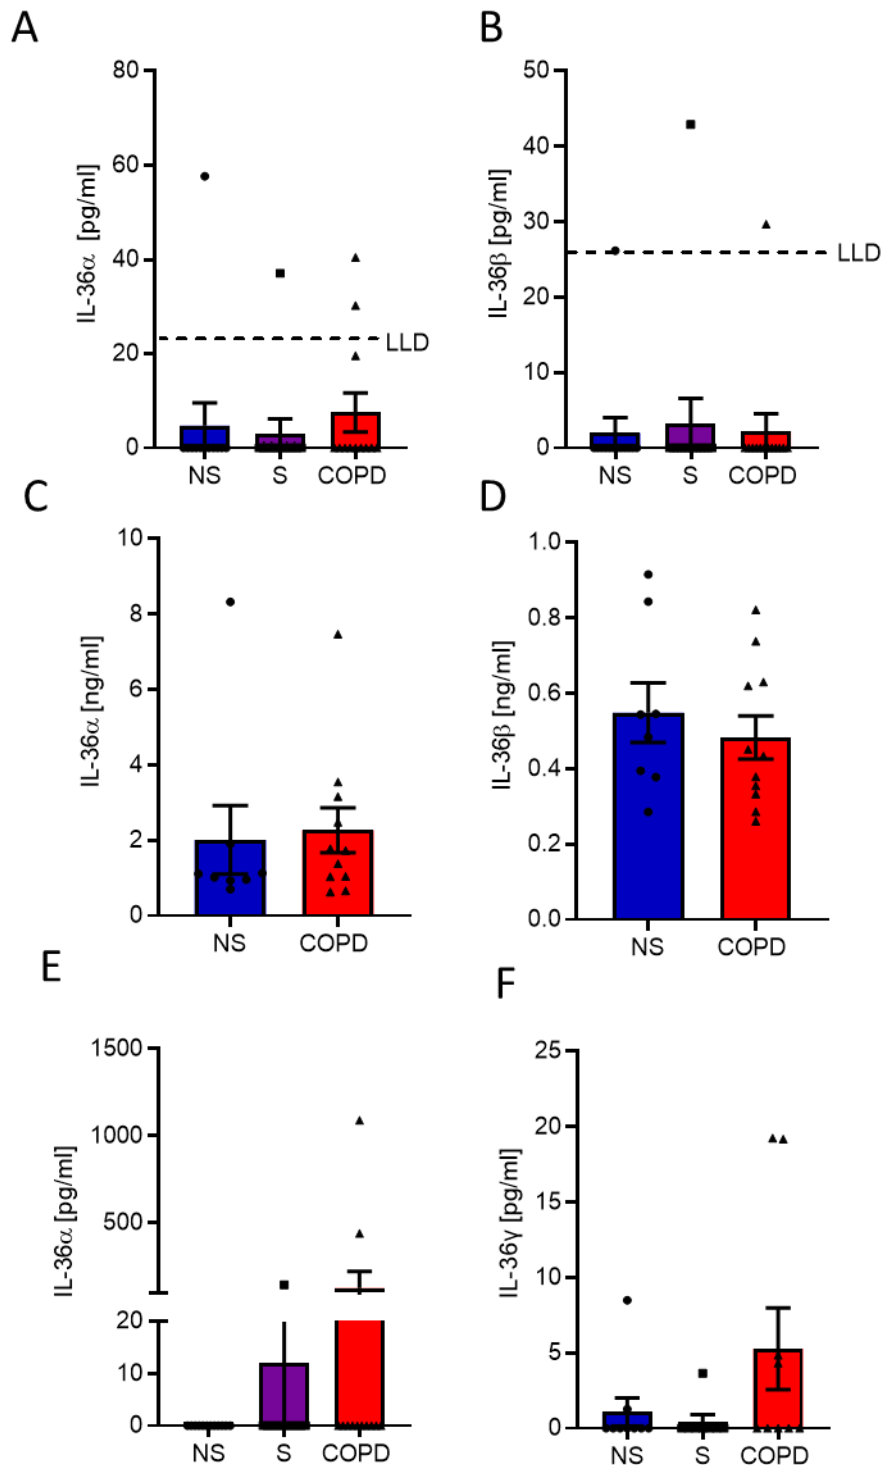 A
IL-36α [pg/ml]
80
60
40
20
0
LLD
NS S COPD
B
IL-36β [pg/ml]
50
40
30
20
10
0
LLD
NS S COPD
C
IL-36α [ng/ml]
10
8
6
4
2
0
NS COPD
D
IL-36β [ng/ml]
1.0
0.8
0.6
0.4
0.2
0.0
NS COPD
E
IL-36α [pg/ml]
1500
1000
500
20
10
0
NS S COPD
F
IL-36γ [pg/ml]
25
20
15
10
5
0
NS S COPD